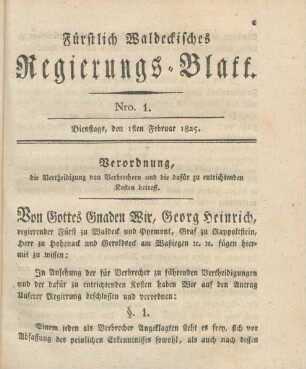 Fürstlich Waldeckisches
Regierungs-Blatt.
Nro. 1.
Dienstags, den 1sten Februar 1825.
Verordnung,
die Vertheidigung von Verbrechern und die dafür zu entrichtenden
Kosten betreff.
Von Gottes Gnaden Wir, Georg Heinrich,
regierender Fürst zu Waldeck und Pyrmont, Graf zu Rappoltstein,
Herr zu Hohenack und Geroldseck am Waßigen ꝛc. ꝛc. fügen hier-
mit zu wissen:
In Ansehung der für Verbrecher zu führenden Vertheidigungen
und der dafür zu entrichtenden Kosten haben Wir auf den Antrag
Unserer Regierung beschlossen und verordnen:
§. 1.
Einem jeden als Verbrecher Angeklagten steht es frey, sich vor
Abfassung des peinlichen Erkenntnisses sowohl, als auch nach dessen